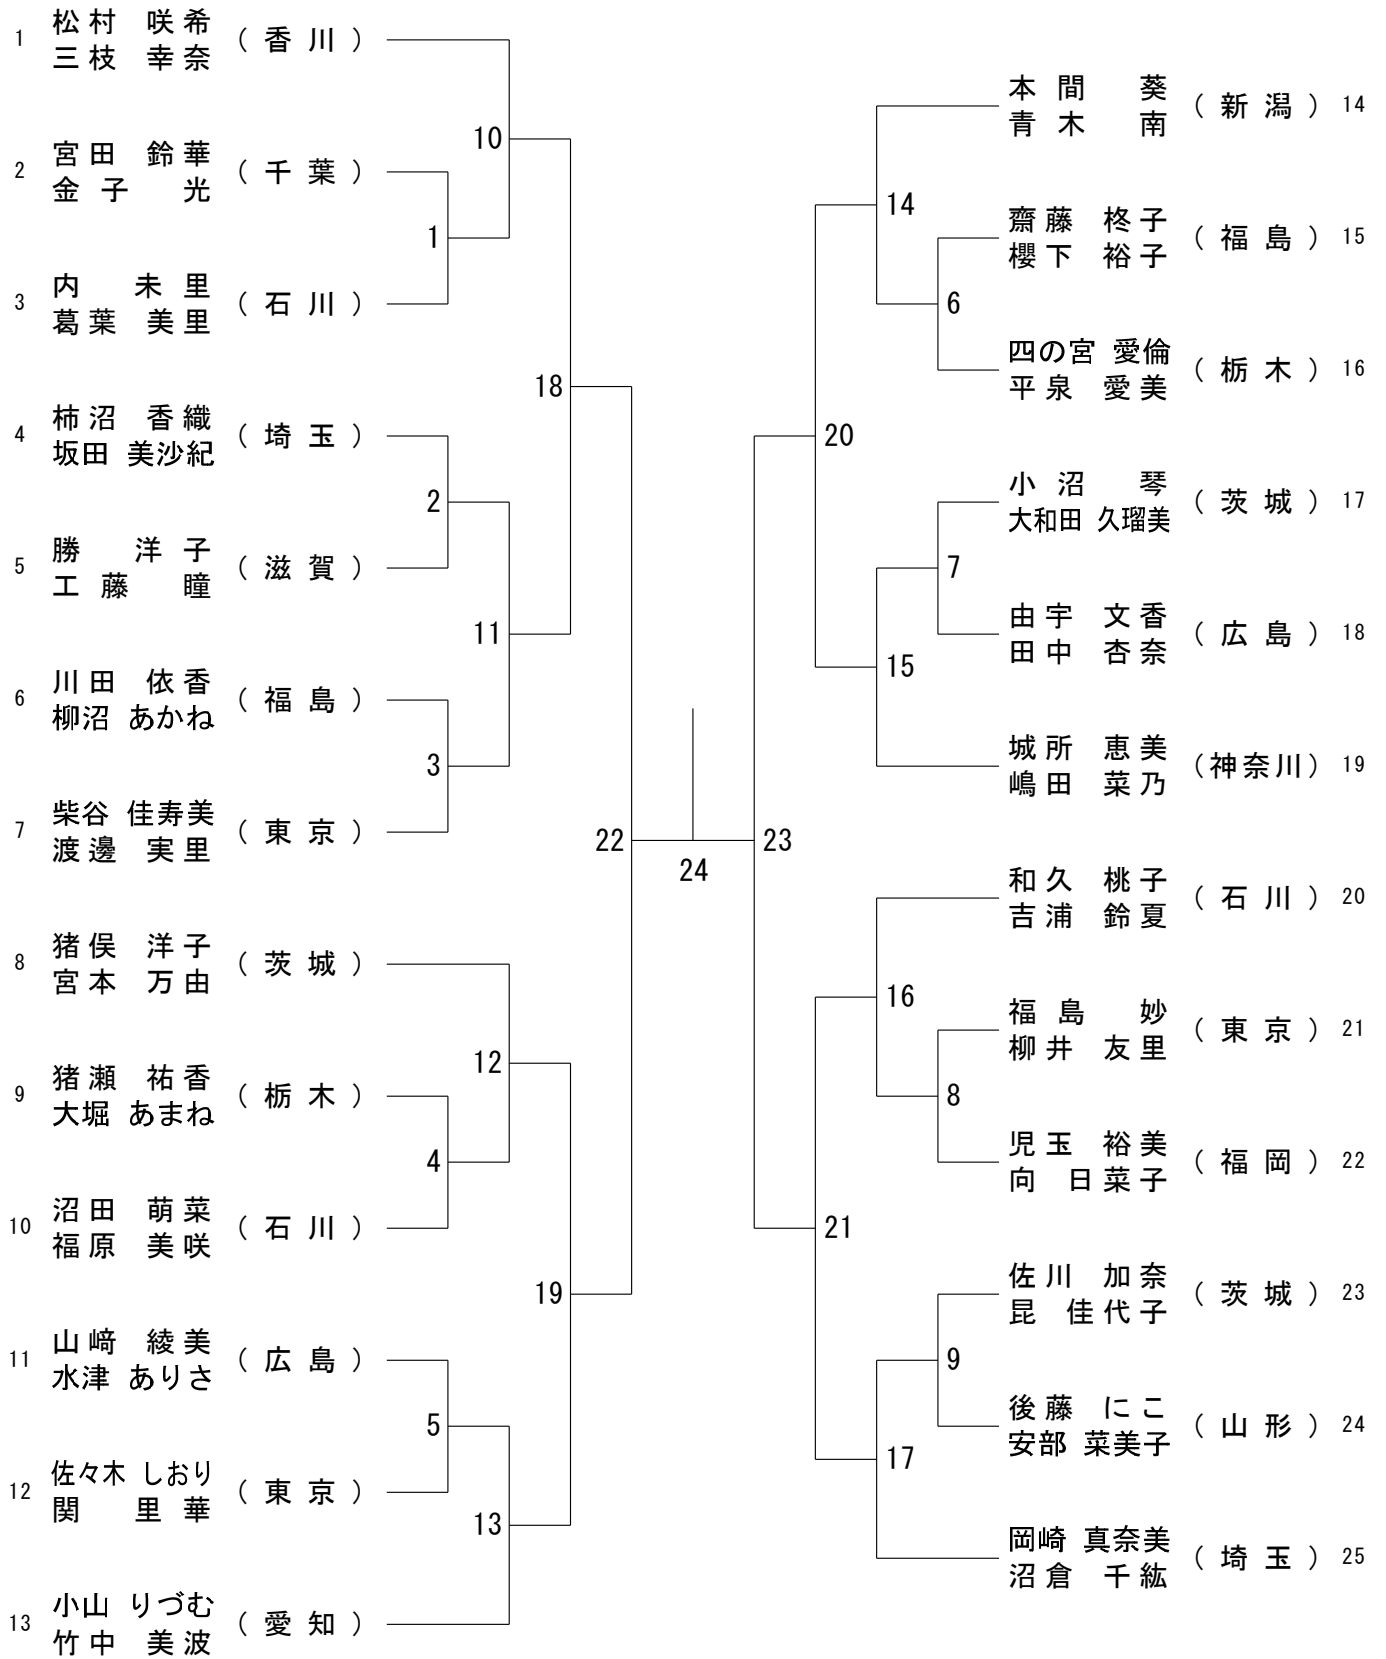 1 松村 咲希 (香川)
三枝 幸奈
2 宮田 鈴華 (千葉)
金子 光
3 内 未里 (石川)
葛葉 美里
4 柿沼 香織 (埼玉)
坂田 美沙紀
5 勝 洋子 (滋賀)
工藤 瞳
6 川田 依香 (福島)
柳沼 あかね
7 柴谷 佳寿美 (東京)
渡邊 実里
8 猪俣 洋子 (茨城)
宮本 万由
9 猪瀬 祐香 (栃木)
大堀 あまね
10 沼田 萌菜 (石川)
福原 美咲
11 山﨑 綾美 (広島)
水津 ありさ
12 佐々木 しおり (東京)
関 里華
13 小山 りづむ (愛知)
竹中 美波
10
1
18
2
11
3
22
12
4
19
5
13
24
23
14
6
20
7
15
16
8
21
9
17
本間 葵 (新潟) 14
青木 南
齋藤 柊子 (福島) 15
櫻下 裕子
四の宮 愛倫 (栃木) 16
平泉 愛美
小沼 琴 (茨城) 17
大和田 久瑠美
由宇 文香 (広島) 18
田中 杏奈
城所 恵美 (神奈川) 19
嶋田 菜乃
和久 桃子 (石川) 20
吉浦 鈴夏
福島 妙 (東京) 21
柳井 友里
児玉 裕美 (福岡) 22
向 日菜子
佐川 加奈 (茨城) 23
昆 佳代子
後藤 にこ (山形) 24
安部 菜美子
岡崎 真奈美 (埼玉) 25
沼倉 千紘